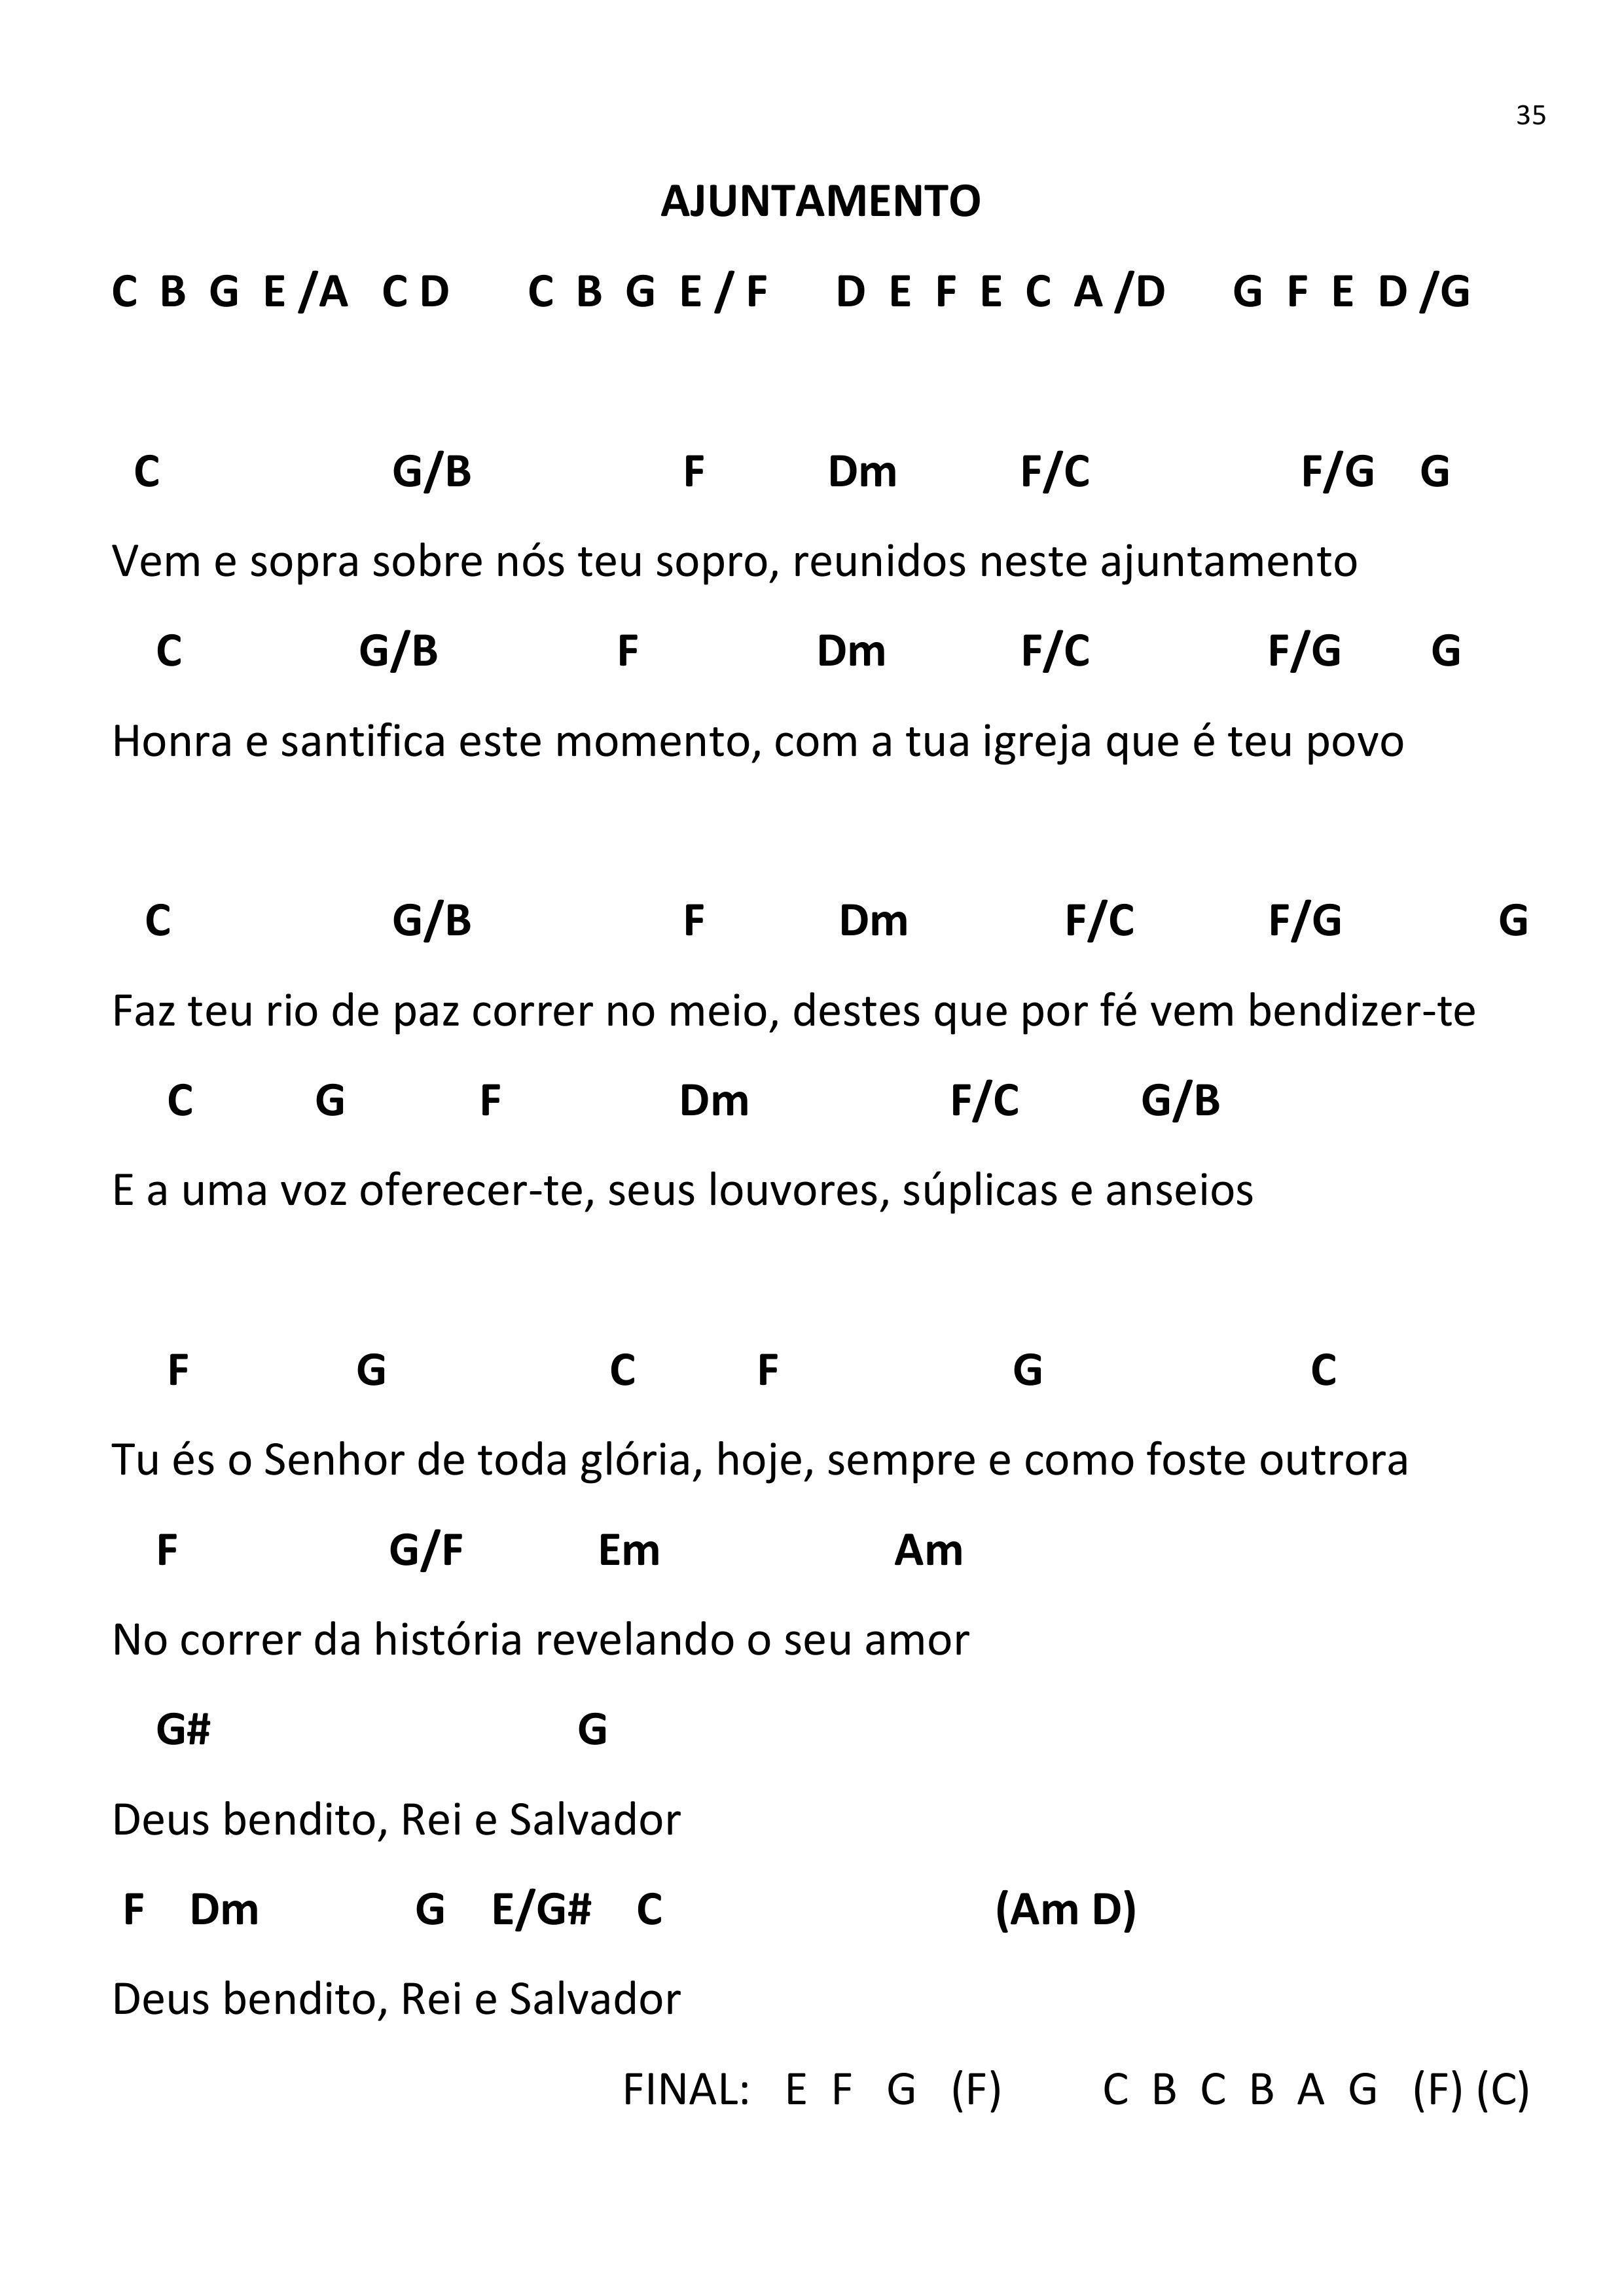 35
AJUNTAMENTO
C B G E /A C D C B G E / F D E F E C A /D G F E D /G
C G/B F Dm F/C F/G G
Vem e sopra sobre nós teu sopro, reunidos neste ajuntamento
C G/B F Dm F/C F/G G
Honra e santifica este momento, com a tua igreja que é teu povo
C G/B F Dm F/C F/G G
Faz teu rio de paz correr no meio, destes que por fé vem bendizer-te
C G F Dm F/C G/B
E a uma voz oferecer-te, seus louvores, súplicas e anseios
F G C F G C
Tu és o Senhor de toda glória, hoje, sempre e como foste outrora
F G/F Em Am
No correr da história revelando o seu amor
G# G
Deus bendito, Rei e Salvador
F Dm G E/G# C (Am D)
Deus bendito, Rei e Salvador
FINAL: E F G (F) C B C B A G (F) (C)